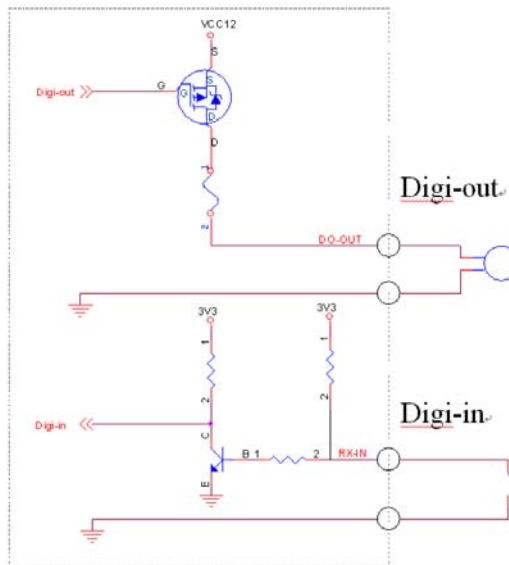 VCC12
S
Digi-out
G
G
S
D
D
1
2
Digi-out
DO-OUT
3V3
3V3
1
1
2
2
Digi-in
Digi-in
C
B 1
2
RX-IN
E